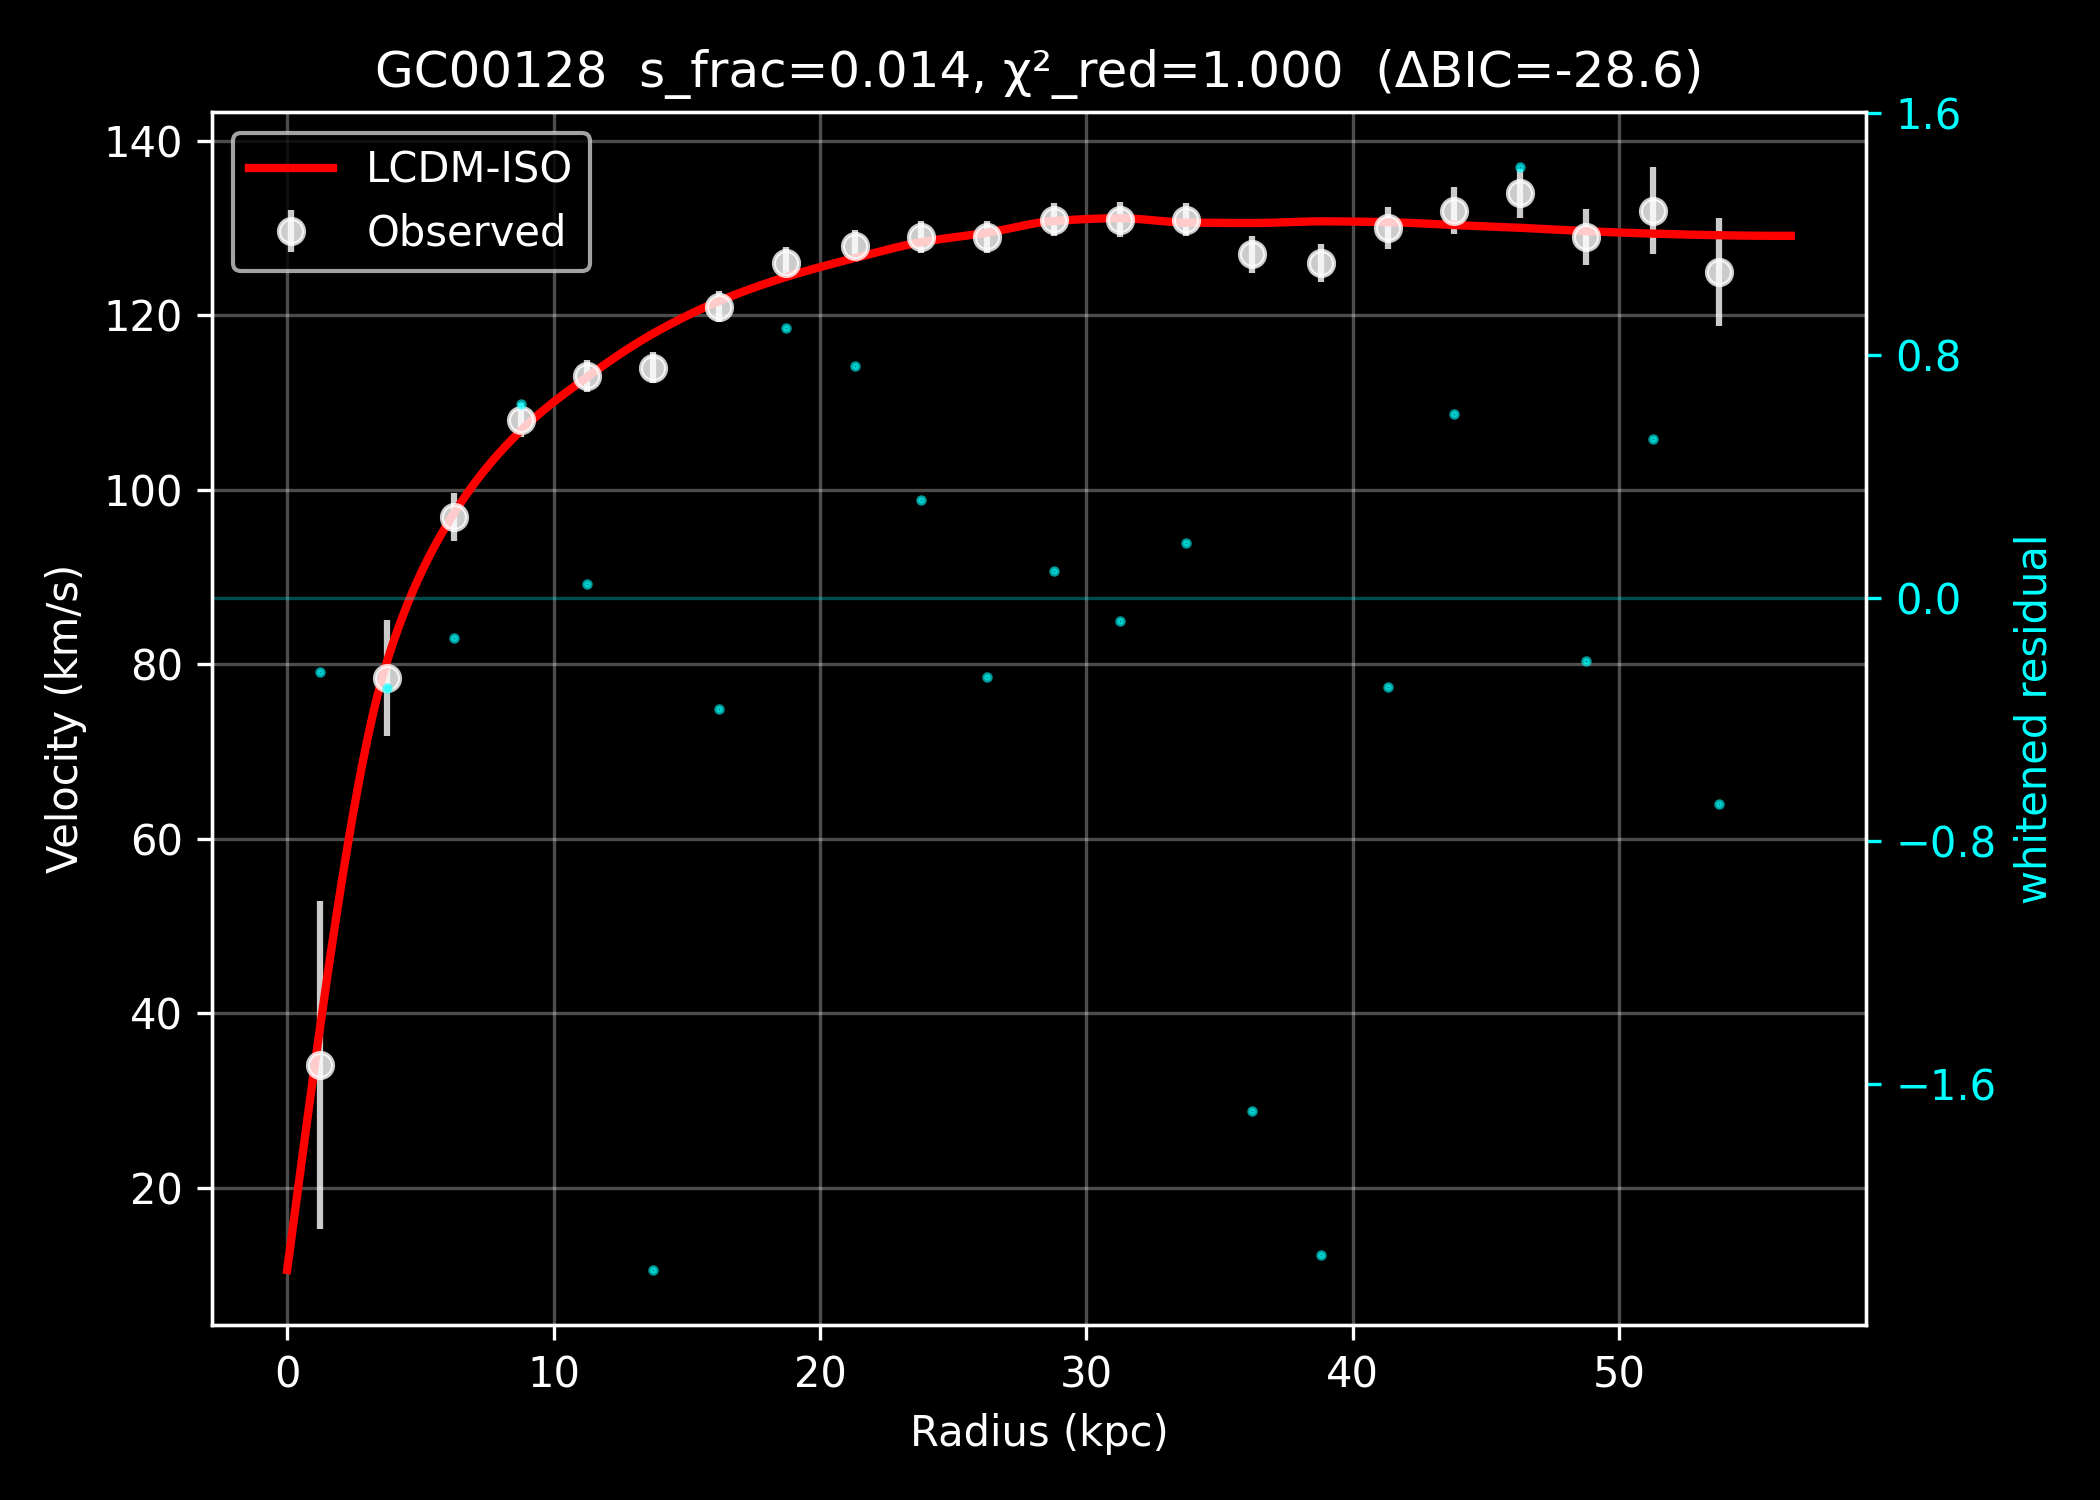 GC00128 s_frac=0.014, χ²_red=1.000 (ΔBIC=-28.6)
LCDM-ISO
Observed
140
120
100
80
60
40
20
Velocity (km/s)
0 10 20 30 40 50
Radius (kpc)
1.6
0.8
0.0
−0.8
−1.6
whitened residual